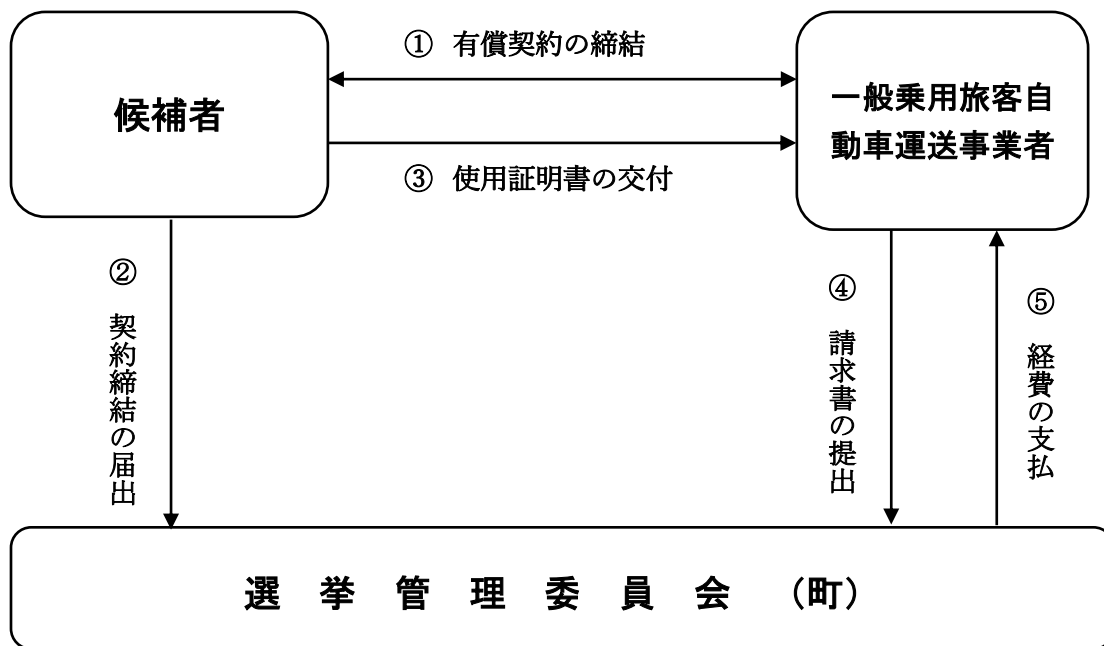 ① 有償契約の締結
候補者
一般乗用旅客自
動車運送事業者
③ 使用証明書の交付
② 契約締結の届出
④ 請求書の提出
⑤ 経費の支払
選挙管理委員会（町）